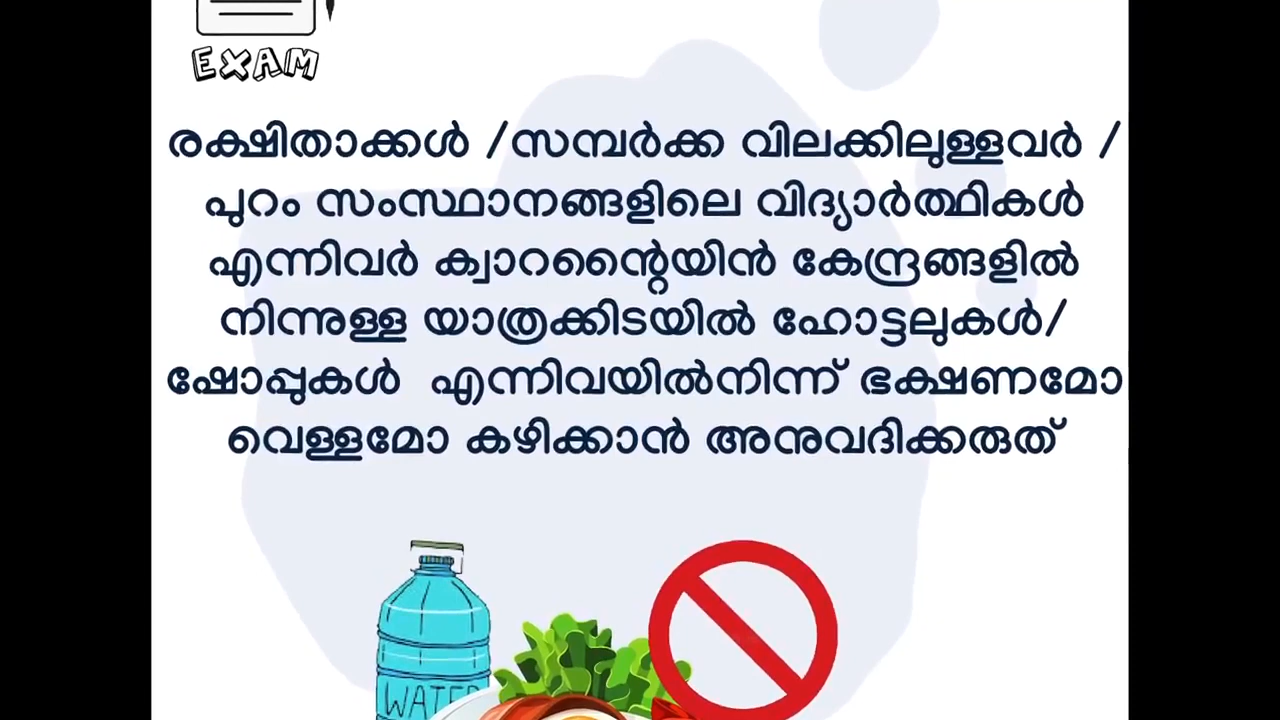 EXAM
രക്ഷിതാക്കൾ /സമ്പർക്ക വിലക്കിലുള്ളവർ /
പുറം സംസ്ഥാനങ്ങളിലെ വിദ്യാർത്ഥികൾ
എന്നിവർ ക്വാറന്റൈയിൻ കേന്ദ്രങ്ങളിൽ
നിന്നുള്ള യാത്രക്കിടയിൽ ഹോട്ടലുകൾ/
ഷോപ്പുകൾ എന്നിവയിൽനിന്ന് ഭക്ഷണമോ
വെള്ളമോ കഴിക്കാൻ അനുവദിക്കരുത്
WATER